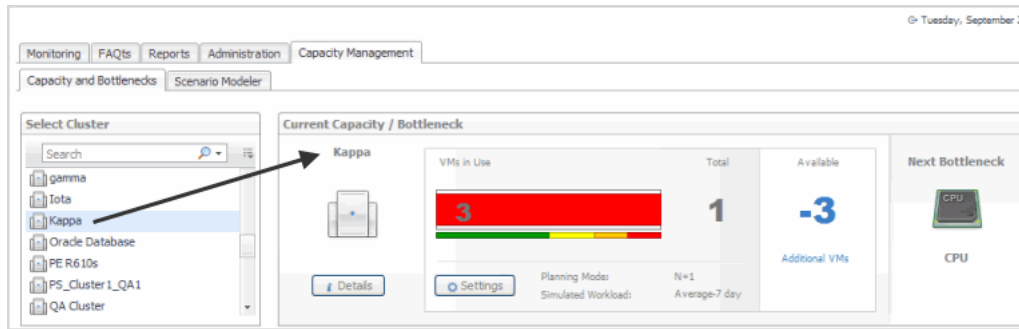 Tuesday, September 2
Monitoring FAQts Reports Administration Capacity Management
Capacity and Bottlenecks Scenario Modeler
Select Cluster
Search
gamma
Iota
Kappa
Oracle Database
PE R610s
PS_Cluster1_QA1
QA Cluster
Current Capacity / Bottleneck
Kappa
Details
VMs in Use Total Available
3 1 -3
Additional VMs
Settings
Planning Mode: N+1
Simulated Workload: Average-7 day
Next Bottleneck
CPU
CPU